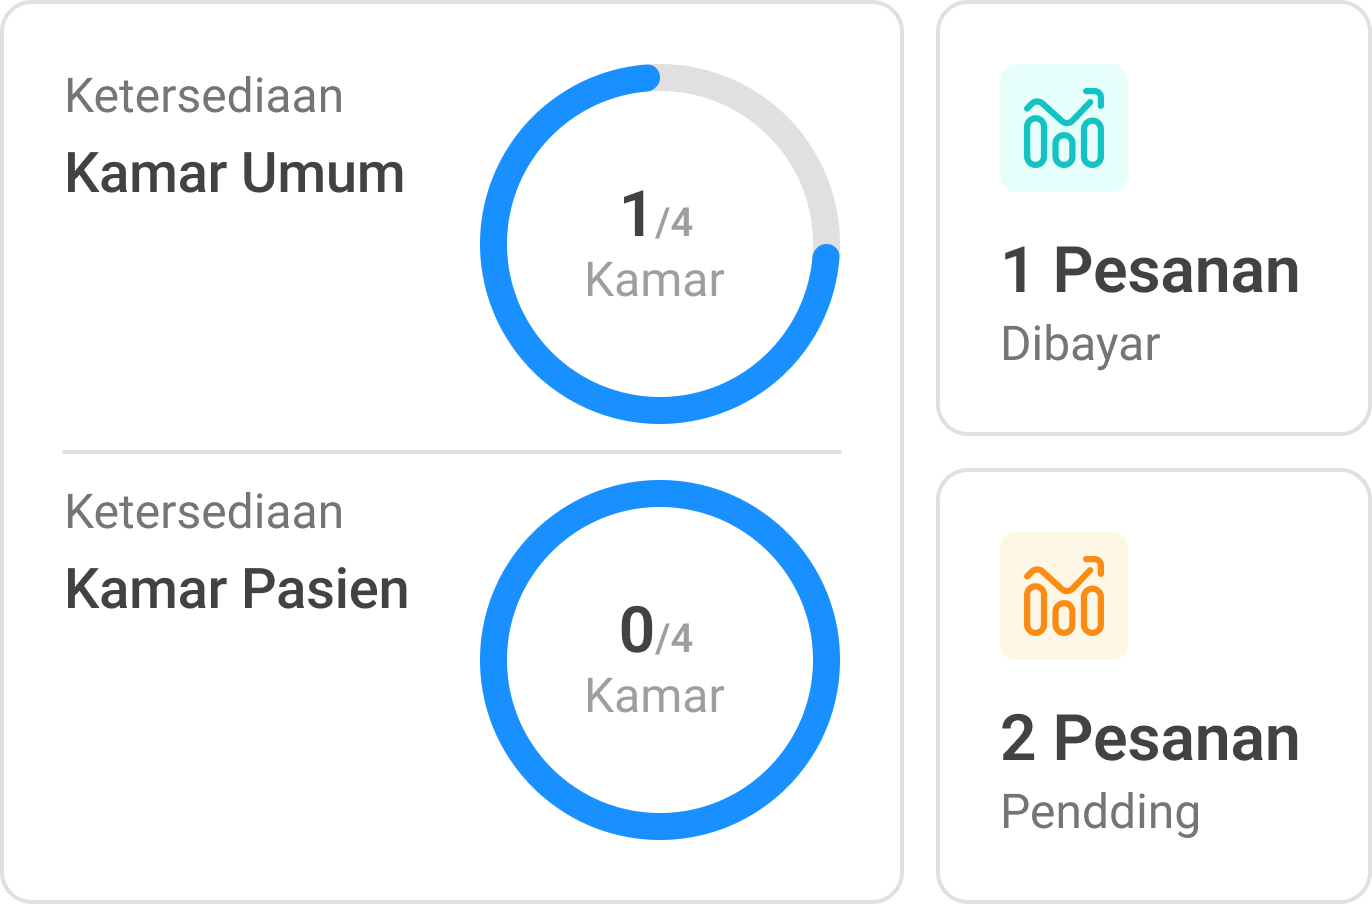 Ketersediaan
Kamar Umum
1/4
Kamar
Ketersediaan
Kamar Pasien
0/4
Kamar
1 Pesanan
Dibayar
2 Pesanan
Pendding